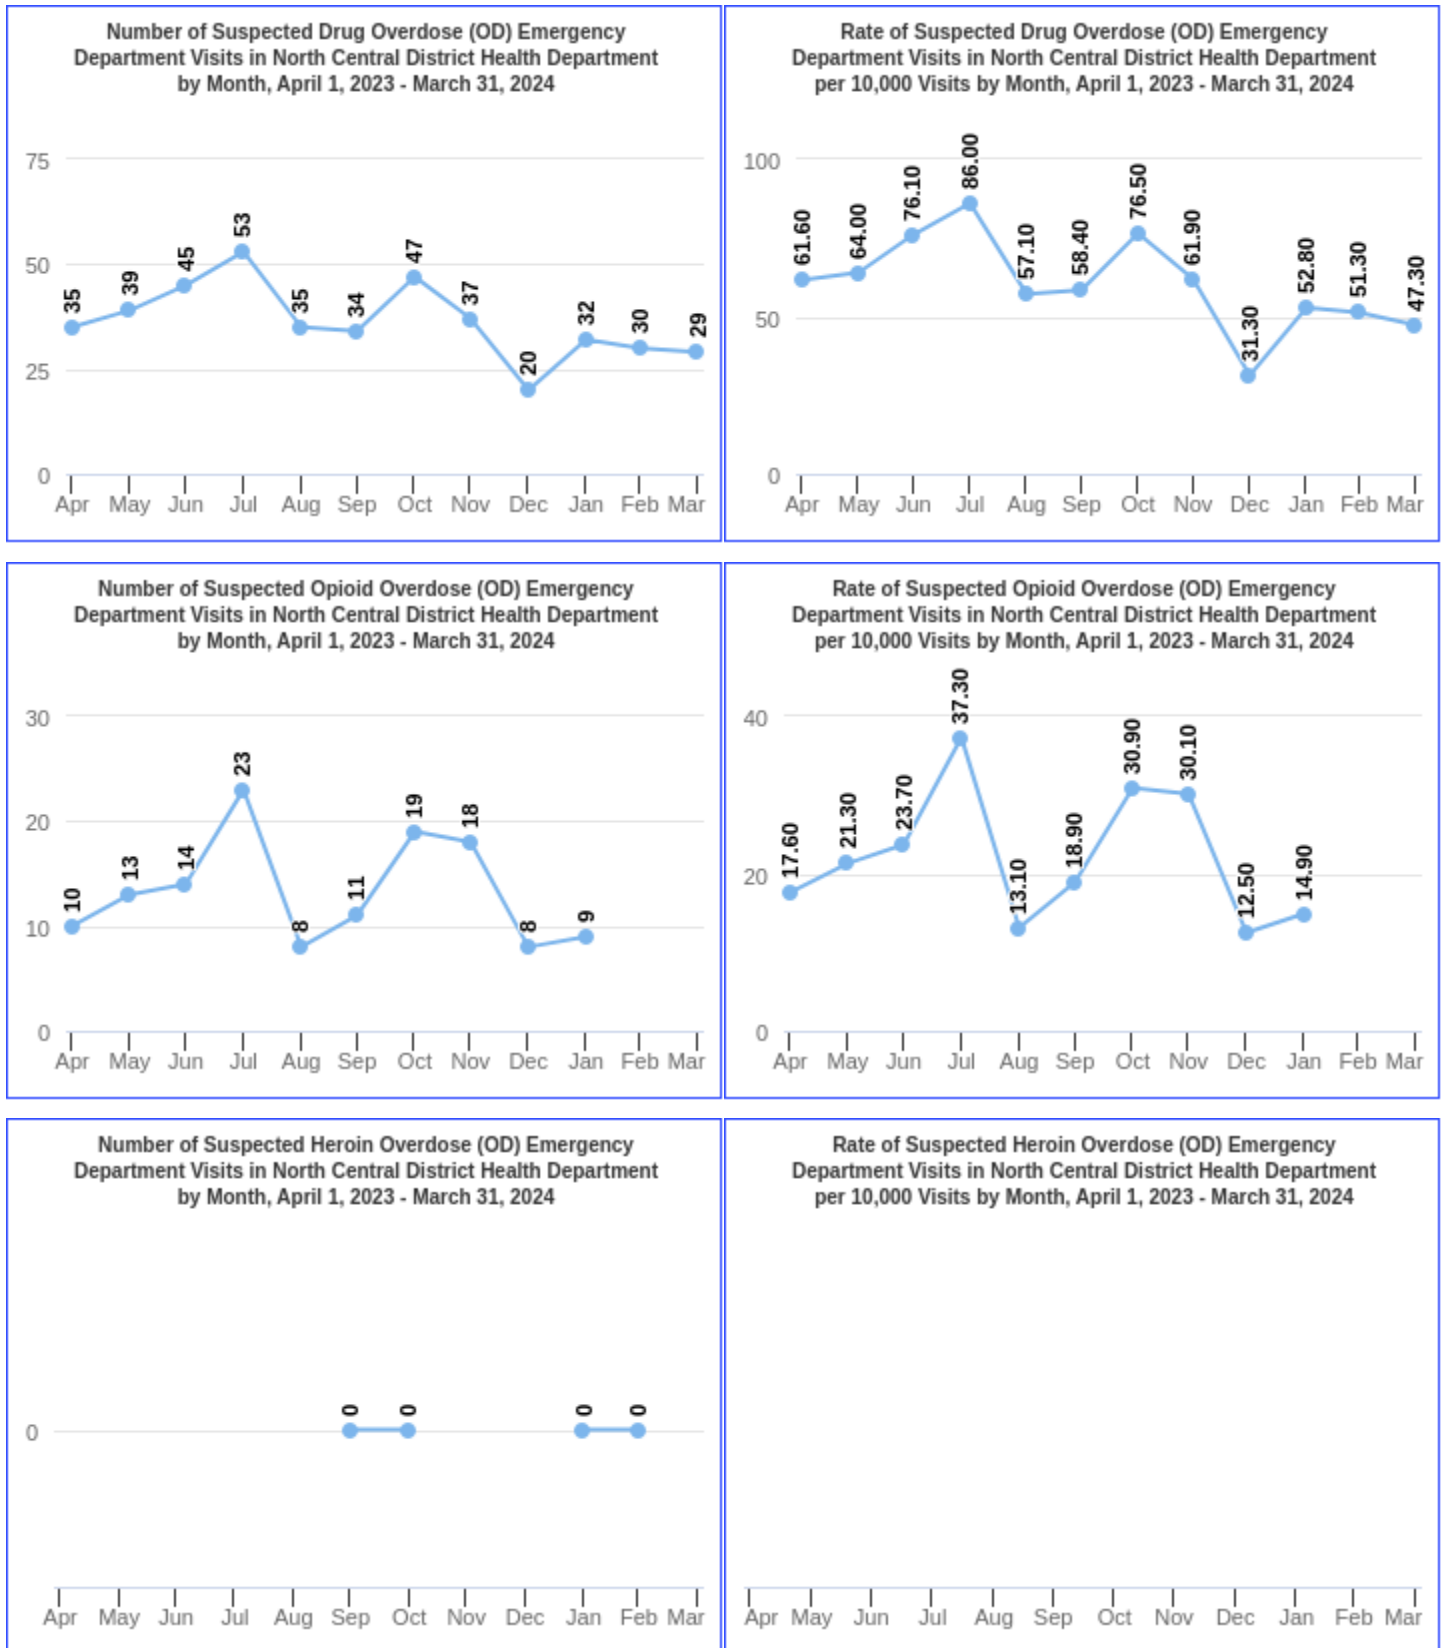 Number of Suspected Drug Overdose (OD) Emergency
Department Visits in North Central District Health Department
by Month, April 1, 2023 - March 31, 2024
75
50
25
0
35
39
45
53
35
34
47
37
20
32
30
29
Apr May Jun Jul Aug Sep Oct Nov Dec Jan Feb Mar
Rate of Suspected Drug Overdose (OD) Emergency
Department Visits in North Central District Health Department
per 10,000 Visits by Month, April 1, 2023 - March 31, 2024
100
50
0
61.60
64.00
76.10
86.00
57.10
58.40
76.50
61.90
31.30
52.80
51.30
47.30
Apr May Jun Jul Aug Sep Oct Nov Dec Jan Feb Mar
Number of Suspected Opioid Overdose (OD) Emergency
Department Visits in North Central District Health Department
by Month, April 1, 2023 - March 31, 2024
30
20
10
0
10
13
14
23
8
11
19
18
8
9
Apr May Jun Jul Aug Sep Oct Nov Dec Jan Feb Mar
Rate of Suspected Opioid Overdose (OD) Emergency
Department Visits in North Central District Health Department
per 10,000 Visits by Month, April 1, 2023 - March 31, 2024
40
20
0
17.60
21.30
23.70
37.30
13.10
18.90
30.90
30.10
12.50
14.90
Apr May Jun Jul Aug Sep Oct Nov Dec Jan Feb Mar
Number of Suspected Heroin Overdose (OD) Emergency
Department Visits in North Central District Health Department
by Month, April 1, 2023 - March 31, 2024
0
0
0
0
0
Apr May Jun Jul Aug Sep Oct Nov Dec Jan Feb Mar
Rate of Suspected Heroin Overdose (OD) Emergency
Department Visits in North Central District Health Department
per 10,000 Visits by Month, April 1, 2023 - March 31, 2024
Apr May Jun Jul Aug Sep Oct Nov Dec Jan Feb Mar